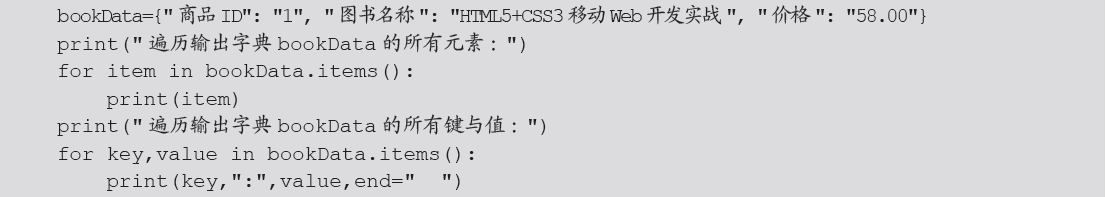 bookData={"商品ID": "1", "图书名称": "HTML5+CSS3移动Web开发实战", "价格": "58.00"}
print("遍历输出字典bookData的所有元素：")
for item in bookData.items():
    print(item)
print("遍历输出字典bookData的所有键与值：")
for key,value in bookData.items():
    print(key,":",value,end="  ")